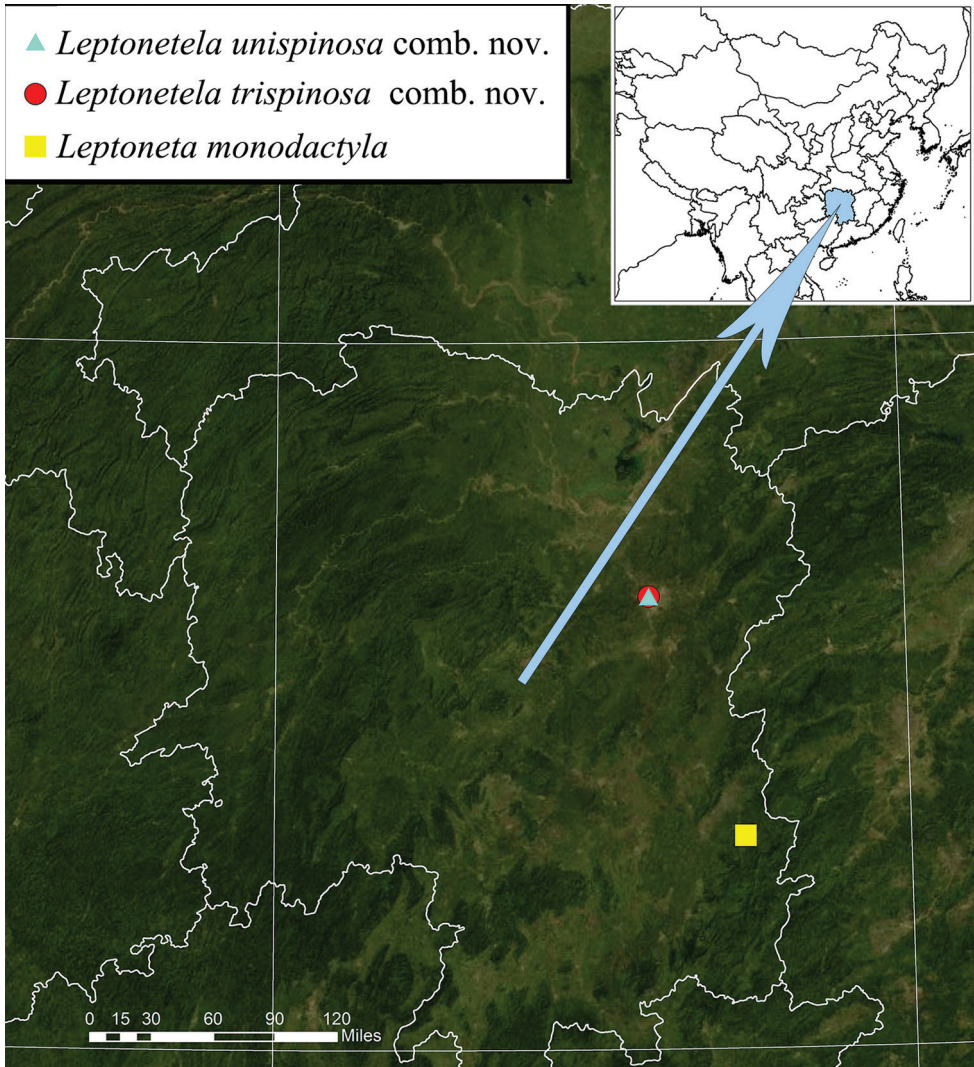 Leptonetela unispinosa comb. nov.
Leptonetela trispinosa comb. nov.
Leptoneta monodactyla
0 15 30 60 90 120
Miles